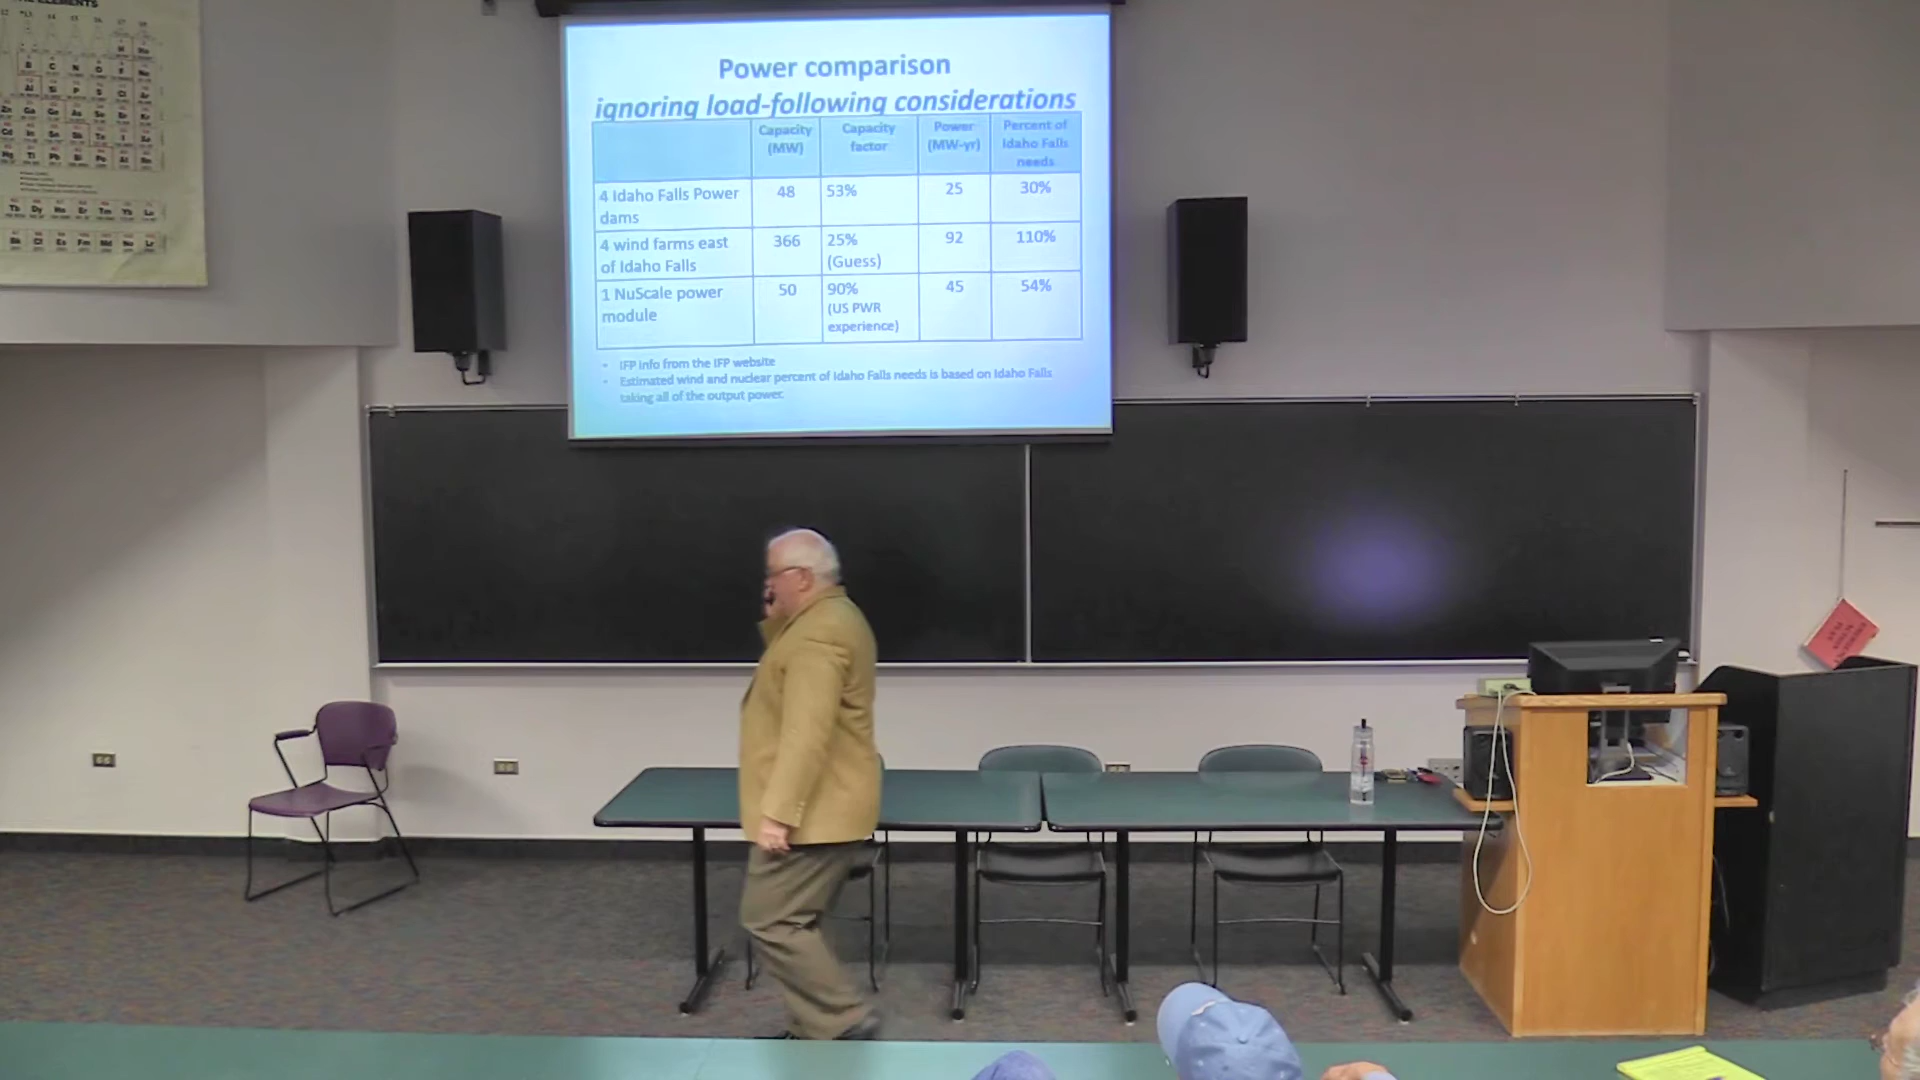 THE ELEMENTS
Power comparison
ignoring load-following considerations
Capacity (MW)
Capacity factor
Power (MW-yr)
Percent of Idaho Falls needs
4 Idaho Falls Power dams
48
53%
25
30%
4 wind farms east of Idaho Falls
366
25% (Guess)
92
110%
1 NuScale power module
50
90% (US PWR experience)
45
54%
• IFP info from the IFP website
• Estimated wind and nuclear percent of Idaho Falls needs is based on Idaho Falls
taking all of the output power.